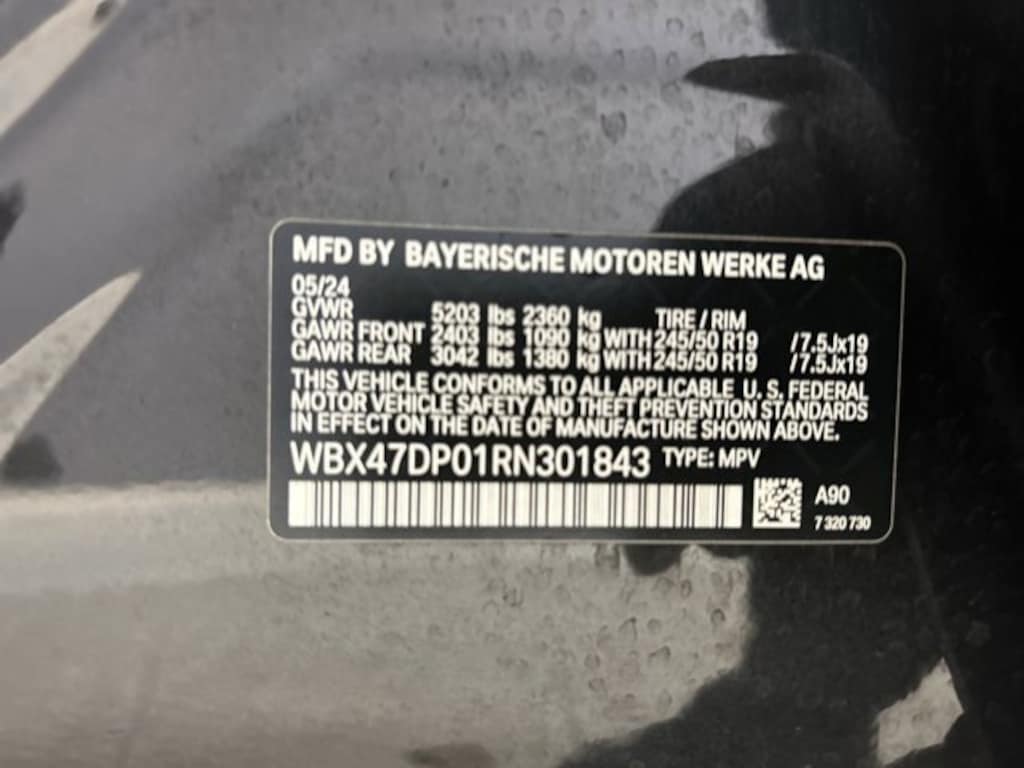 MFD BY BAYERISCHE MOTOREN WERKE AG
05/24
GVWR 5203 lbs 2360 kg TIRE / RIM
GAWR FRONT 2403 lbs 1090 kg WITH 245/50 R19 /7.5Jx19
GAWR REAR 3042 lbs 1380 kg WITH 245/50 R19 /7.5Jx19
THIS VEHICLE CONFORMS TO ALL APPLICABLE U. S. FEDERAL
MOTOR VEHICLE SAFETY AND THEFT PREVENTION STANDARDS
IN EFFECT ON THE DATE OF MANUFACTURE SHOWN ABOVE.
WBX47DP01RN301843 TYPE: MPV
A90
7 320 730